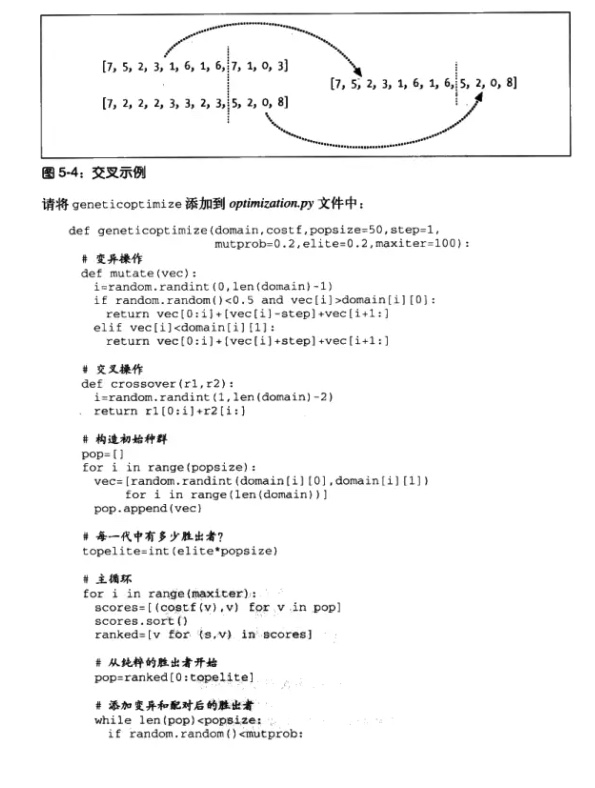 [7, 5, 2, 3, 1, 6, 1, 6, 7, 1, 0, 3]
[7, 5, 2, 3, 1, 6, 1, 6, 5, 2, 0, 8]
[7, 2, 2, 2, 3, 3, 2, 3, 5, 2, 0, 8]
图 5-4：交叉示例
请将 geneticoptimize 添加到 optimization.py 文件中：
def geneticoptimize(domain,costf,popsize=50,step=1,
                    mutprob=0.2,elite=0.2,maxiter=100):
  # 变异操作
  def mutate(vec):
    i=random.randint(0,len(domain)-1)
    if random.random()<0.5 and vec[i]>domain[i][0]:
      return vec[0:i]+[vec[i]-step]+vec[i+1:]
    elif vec[i]<domain[i][1]:
      return vec[0:i]+[vec[i]+step]+vec[i+1:]
  # 交叉操作
  def crossover(r1,r2):
    i=random.randint(1,len(domain)-2)
    return r1[0:i]+r2[i:]
  # 构造初始种群
  pop=[]
  for i in range(popsize):
    vec=[random.randint(domain[i][0],domain[i][1])
         for i in range(len(domain))]
    pop.append(vec)
  # 每一代中有多少胜出者?
  topelite=int(elite*popsize)
  # 主循环
  for i in range(maxiter):
    scores=[(costf(v),v) for v in pop]
    scores.sort()
    ranked=[v for (s,v) in scores]
    # 从纯粹的胜出者开始
    pop=ranked[0:topelite]
    # 添加变异和配对后的胜出者
    while len(pop)<popsize:
      if random.random()<mutprob: